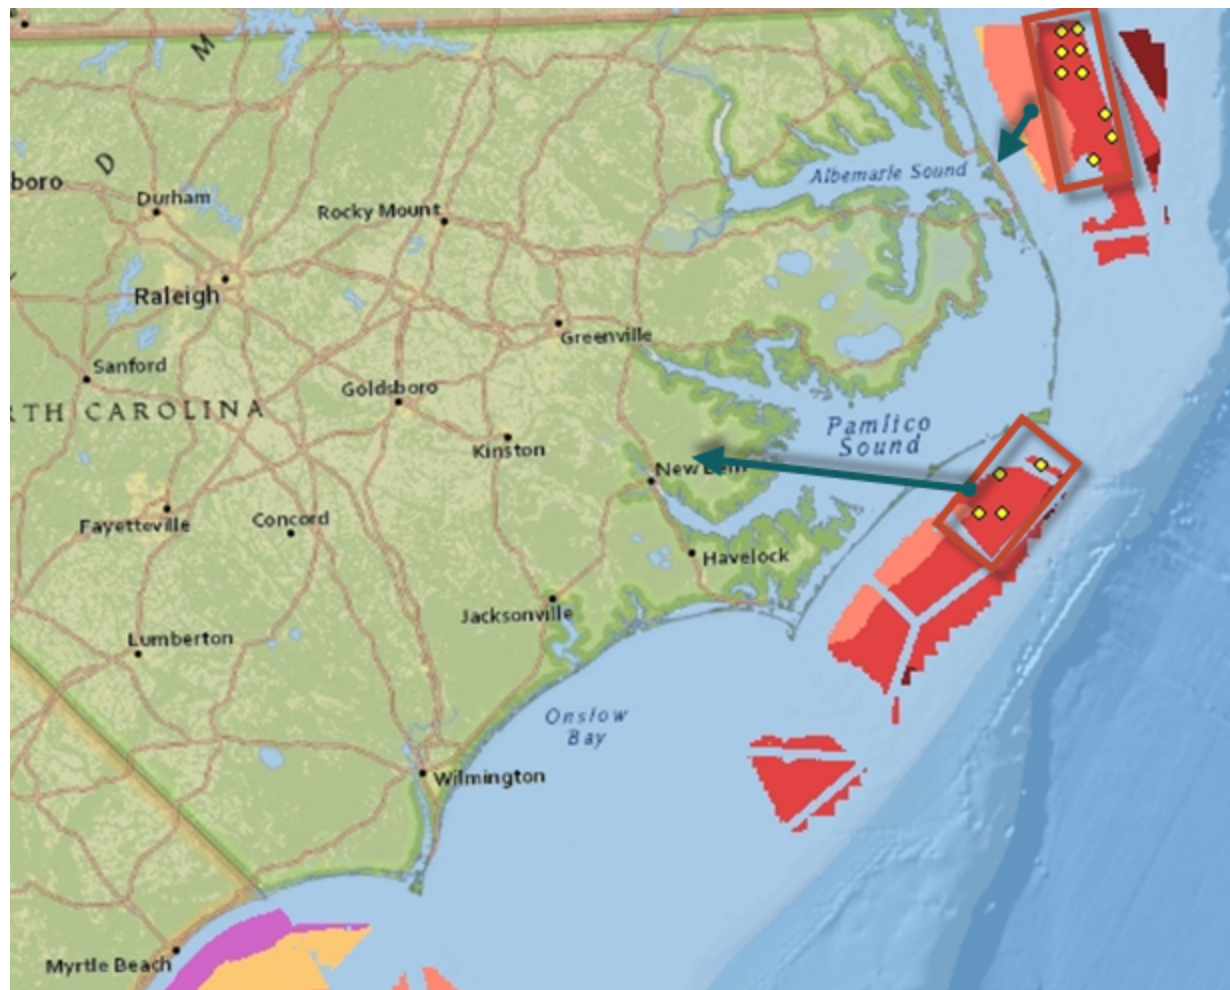 M
D
boro
Durham
Rocky Mount
Albemarle Sound
Raleigh
Greenville
Sanford
Goldsboro
RTH CAROLINA
Pamlico
Sound
Kinston
New Bern
Fayetteville
Concord
Havelock
Jacksonville
Lumberton
Onslow
Bay
Wilmington
Myrtle Beach